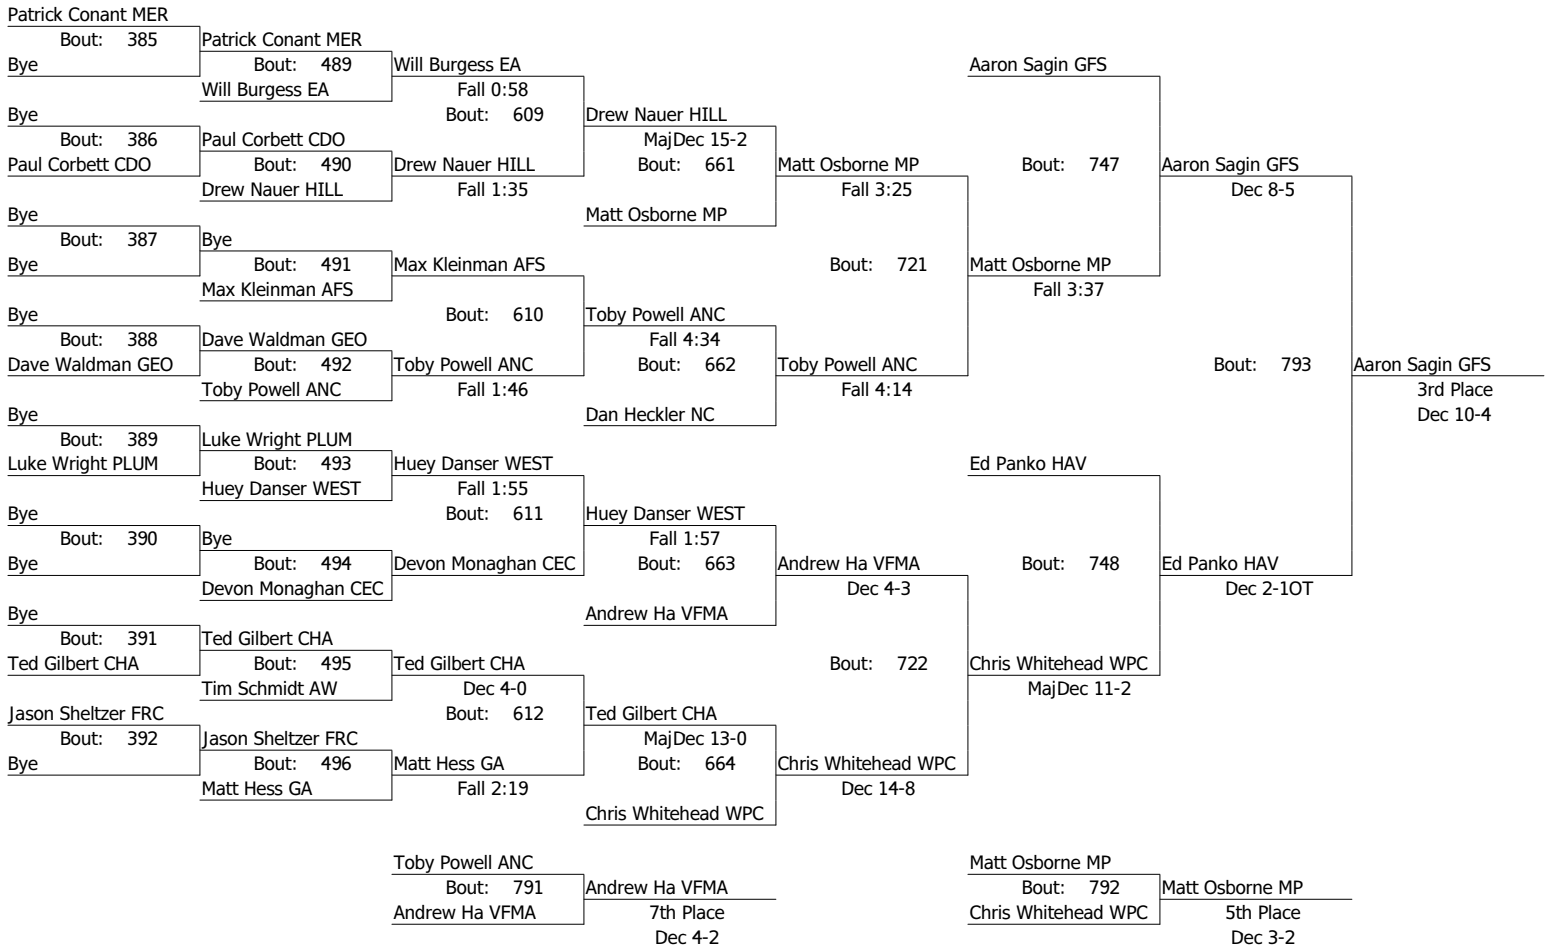 Patrick Conant MER
Bout: 385 Patrick Conant MER
Bye Bout: 489 Will Burgess EA Aaron Sagin GFS
Will Burgess EA Fall 0:58
Bye Bout: 609 Drew Nauer HILL
Bout: 386 Paul Corbett CDO MajDec 15-2
Paul Corbett CDO Bout: 490 Drew Nauer HILL Bout: 661 Matt Osborne MP Bout: 747 Aaron Sagin GFS
Drew Nauer HILL Fall 1:35 Fall 3:25 Dec 8-5
Bye Matt Osborne MP
Bout: 387 Bye
Bye Bout: 491 Max Kleinman AFS Bout: 721 Matt Osborne MP
Max Kleinman AFS Fall 3:37
Bye Bout: 610 Toby Powell ANC
Bout: 388 Dave Waldman GEO Fall 4:34
Dave Waldman GEO Bout: 492 Toby Powell ANC Bout: 662 Toby Powell ANC Bout: 793 Aaron Sagin GFS
Toby Powell ANC Fall 1:46 Fall 4:14 3rd Place
Bye Dan Heckler NC Dec 10-4
Bout: 389 Luke Wright PLUM
Luke Wright PLUM Bout: 493 Huey Danser WEST Ed Panko HAV
Huey Danser WEST Fall 1:55
Bye Bout: 611 Huey Danser WEST
Bout: 390 Bye Fall 1:57
Bye Bout: 494 Devon Monaghan CEC Bout: 663 Andrew Ha VFMA Bout: 748 Ed Panko HAV
Devon Monaghan CEC Dec 4-3 Dec 2-1OT
Bye Andrew Ha VFMA
Bout: 391 Ted Gilbert CHA
Ted Gilbert CHA Bout: 495 Ted Gilbert CHA Bout: 722 Chris Whitehead WPC
Tim Schmidt AW Dec 4-0 MajDec 11-2
Jason Sheltzer FRC Bout: 612 Ted Gilbert CHA
Bout: 392 Jason Sheltzer FRC MajDec 13-0
Bye Bout: 496 Matt Hess GA Bout: 664 Chris Whitehead WPC
Matt Hess GA Fall 2:19 Dec 14-8
Chris Whitehead WPC
Toby Powell ANC Matt Osborne MP
Bout: 791 Andrew Ha VFMA Bout: 792 Matt Osborne MP
Andrew Ha VFMA 7th Place Chris Whitehead WPC 5th Place
Dec 4-2 Dec 3-2